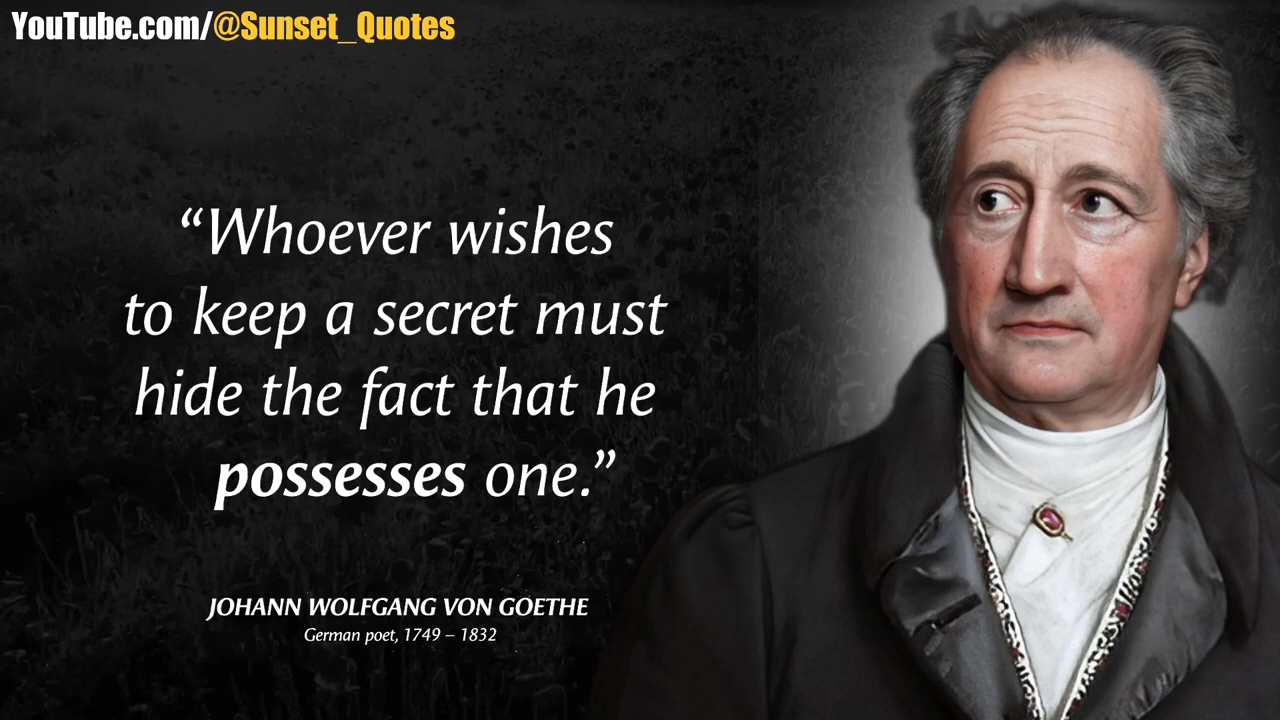 YouTube.com/@Sunset_Quotes
“Whoever wishes
to keep a secret must
hide the fact that he
possesses one.”
JOHANN WOLFGANG VON GOETHE
German poet, 1749 – 1832